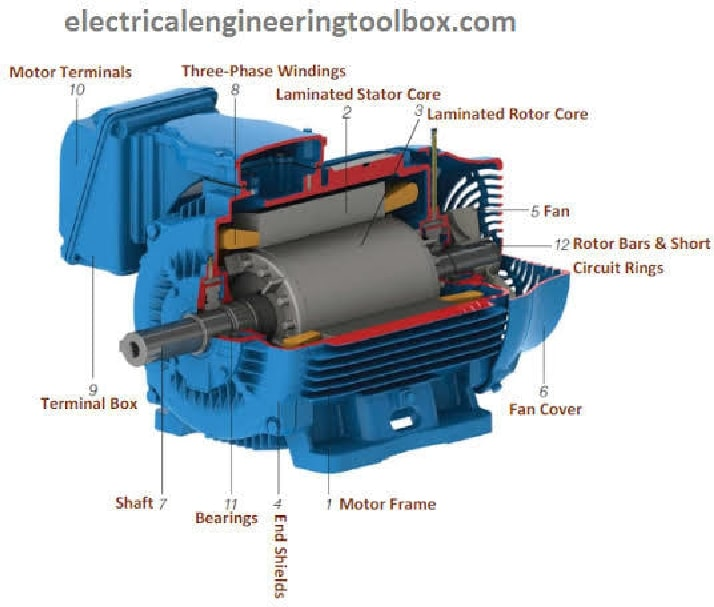 electricalengineeringtoolbox.com
Motor Terminals
10
Three-Phase Windings
8
Laminated Stator Core
2
3 Laminated Rotor Core
5 Fan
12 Rotor Bars & Short
Circuit Rings
9
Terminal Box
6
Fan Cover
Shaft 7
11
Bearings
4
End Shields
1 Motor Frame